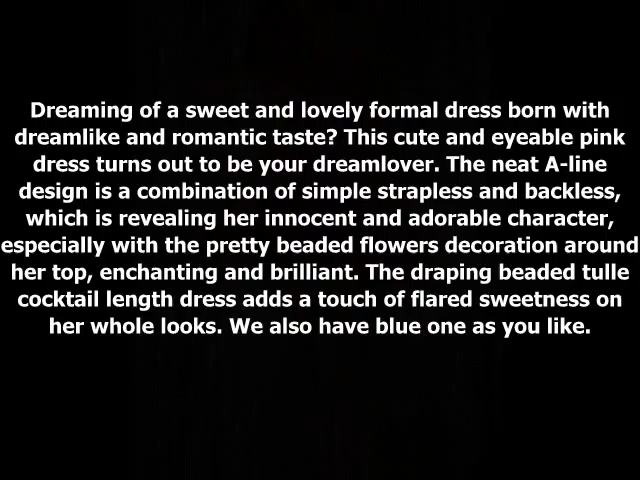 Dreaming of a sweet and lovely formal dress born with
dreamlike and romantic taste? This cute and eyeable pink
dress turns out to be your dreamlover. The neat A-line
design is a combination of simple strapless and backless,
which is revealing her innocent and adorable character,
especially with the pretty beaded flowers decoration around
her top, enchanting and brilliant. The draping beaded tulle
cocktail length dress adds a touch of flared sweetness on
her whole looks. We also have blue one as you like.